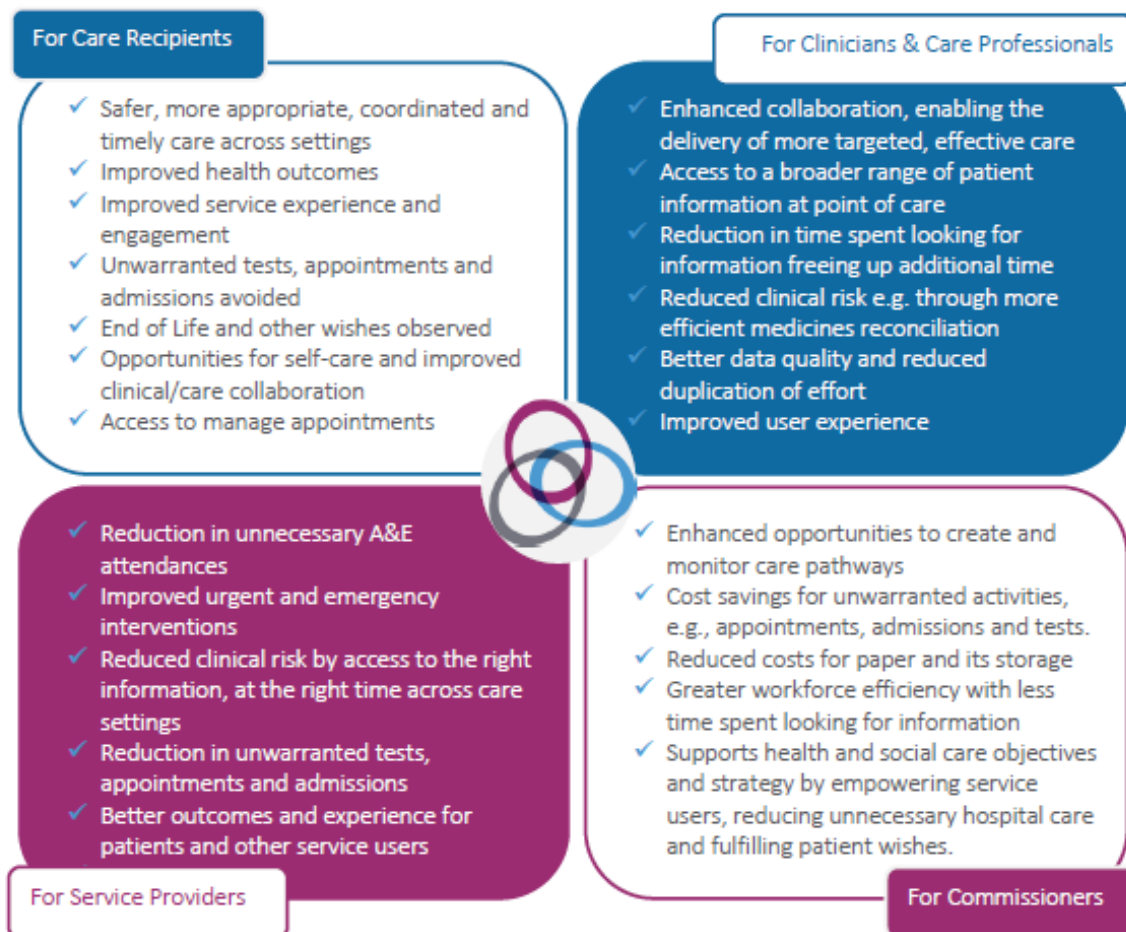 For Care Recipients
✓ Safer, more appropriate, coordinated and
timely care across settings
✓ Improved health outcomes
✓ Improved service experience and
engagement
✓ Unwarranted tests, appointments and
admissions avoided
✓ End of Life and other wishes observed
✓ Opportunities for self-care and improved
clinical/care collaboration
✓ Access to manage appointments
For Clinicians & Care Professionals
✓ Enhanced collaboration, enabling the
delivery of more targeted, effective care
✓ Access to a broader range of patient
information at point of care
✓ Reduction in time spent looking for
information freeing up additional time
✓ Reduced clinical risk e.g. through more
efficient medicines reconciliation
✓ Better data quality and reduced
duplication of effort
✓ Improved user experience
✓ Reduction in unnecessary A&E
attendances
✓ Improved urgent and emergency
interventions
✓ Reduced clinical risk by access to the right
information, at the right time across care
settings
✓ Reduction in unwarranted tests,
appointments and admissions
✓ Better outcomes and experience for
patients and other service users
For Service Providers
✓ Enhanced opportunities to create and
monitor care pathways
✓ Cost savings for unwarranted activities,
e.g., appointments, admissions and tests.
✓ Reduced costs for paper and its storage
✓ Greater workforce efficiency with less
time spent looking for information
✓ Supports health and social care objectives
and strategy by empowering service
users, reducing unnecessary hospital care
and fulfilling patient wishes.
For Commissioners